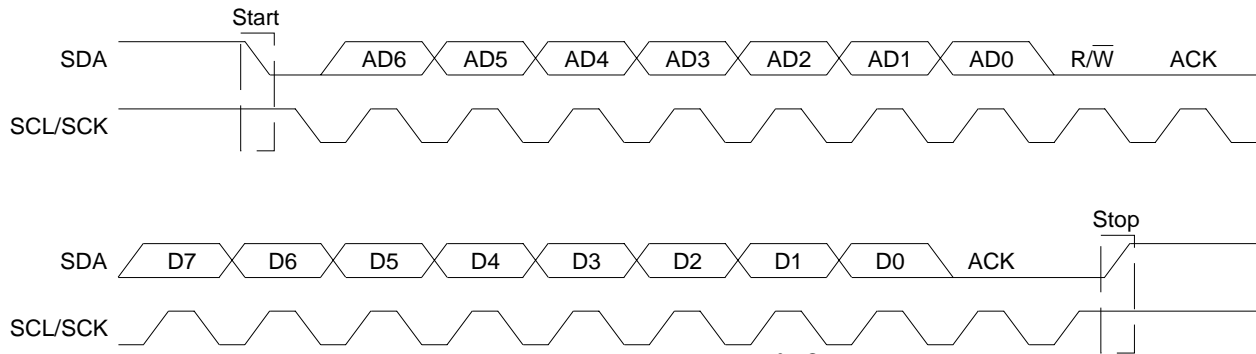 Start
SDA AD6 AD5 AD4 AD3 AD2 AD1 AD0 R/W̅ ACK
SCL/SCK
Stop
SDA D7 D6 D5 D4 D3 D2 D1 D0 ACK
SCL/SCK